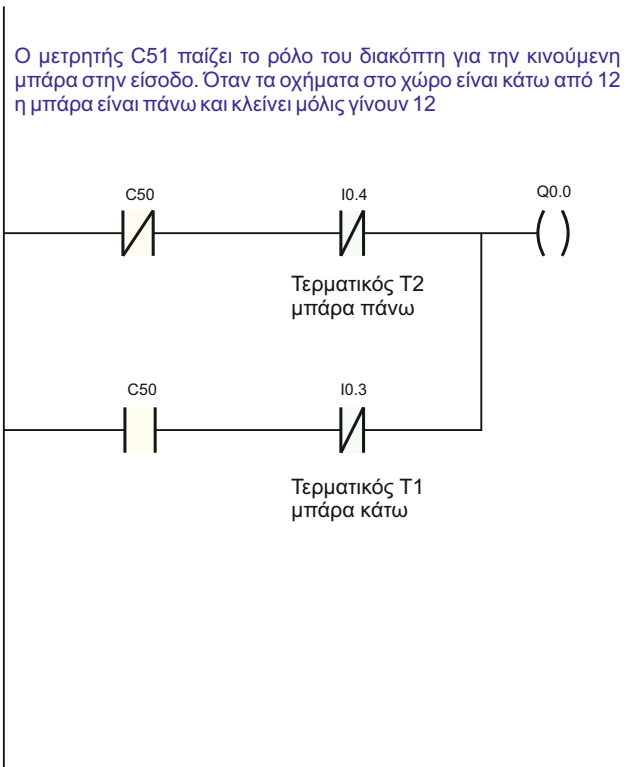 Ο μετρητής C51 παίζει το ρόλο του διακόπτη για την κινούμενη
μπάρα στην είσοδο. Όταν τα οχήματα στο χώρο είναι κάτω από 12
η μπάρα είναι πάνω και κλείνει μόλις γίνουν 12
C50 I0.4 Q0.0
Τερματικός Τ2
μπάρα πάνω
C50 I0.3
Τερματικός Τ1
μπάρα κάτω